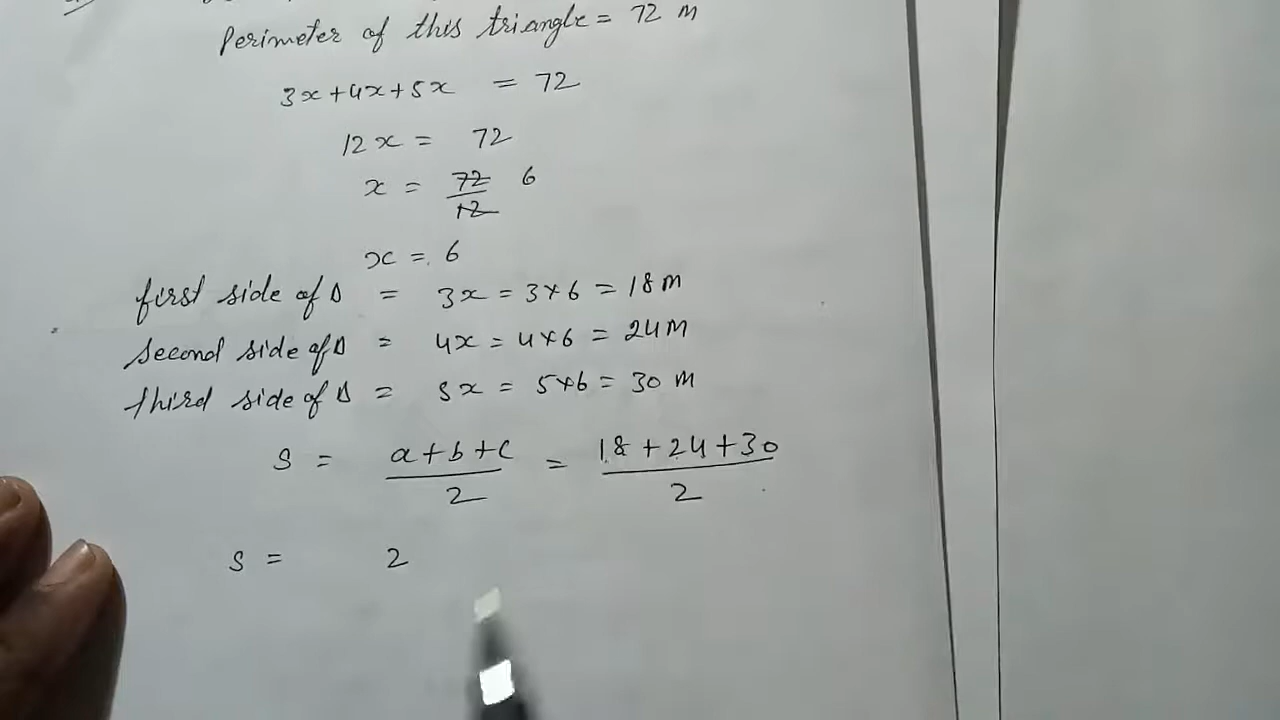 Perimeter of this triangle = 72 m
3x+4x+5x = 72
12x = 72
x = 72/12 6
x = 6
first side of Δ = 3x = 3×6 = 18m
second side of Δ = 4x = 4×6 = 24m
third side of Δ = 5x = 5×6 = 30 m
s = a+b+c/2 = 18+24+30/2
s = 2